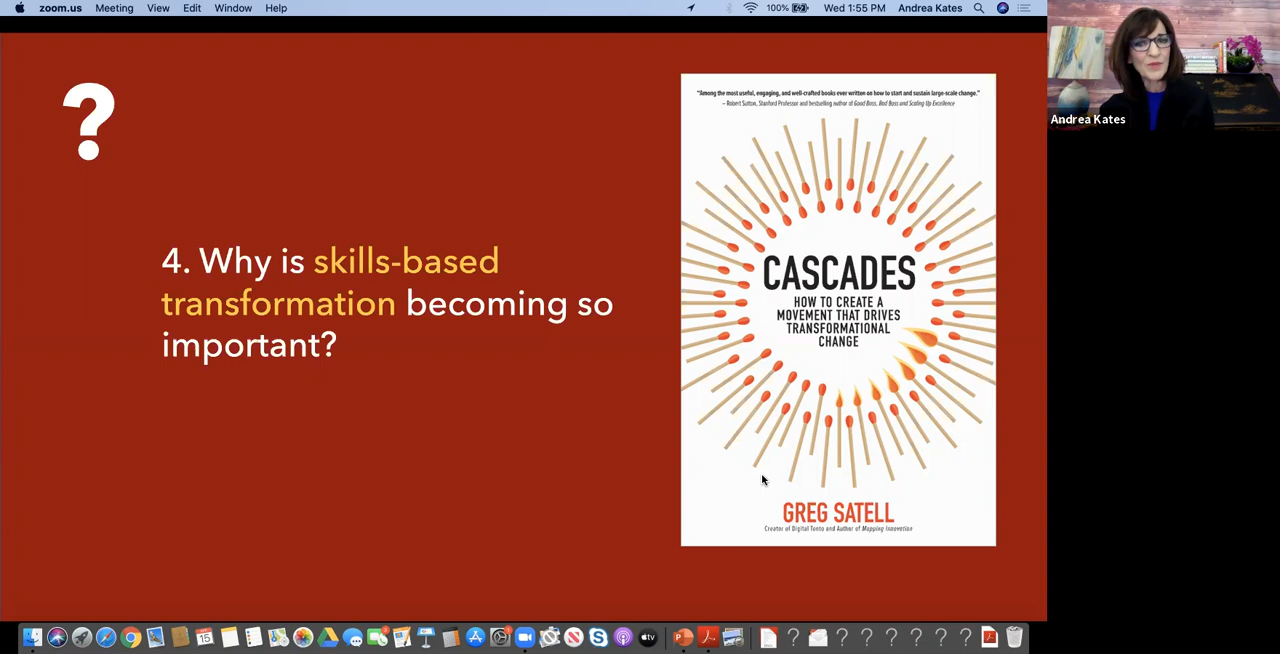 zoom.us Meeting View Edit Window Help 100% Wed 1:55 PM Andrea Kates
?
4. Why is skills-based
transformation becoming so
important?
"Among the most useful, engaging, and well-crafted books ever written on how to start and sustain large-scale change."
– Robert Sutton, Stanford Professor and bestselling author of Good Boss, Bad Boss and Scaling Up Excellence
CASCADES
HOW TO CREATE A
MOVEMENT THAT DRIVES
TRANSFORMATIONAL
CHANGE
GREG SATELL
Creator of Digital Tonto and Author of Mapping Innovation
Andrea Kates
15
tv